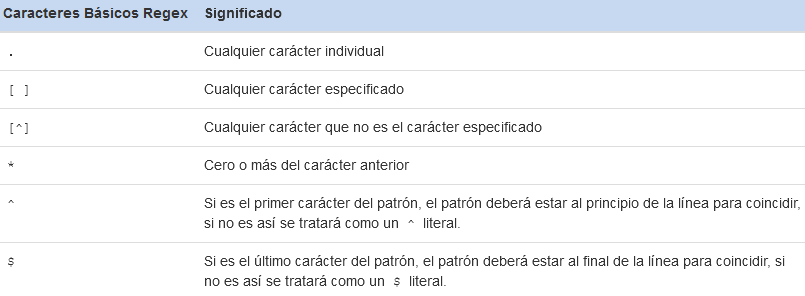 Caracteres Básicos Regex Significado
. Cualquier carácter individual
[ ] Cualquier carácter especificado
[^] Cualquier carácter que no es el carácter especificado
* Cero o más del carácter anterior
^ Si es el primer carácter del patrón, el patrón deberá estar al principio de la línea para coincidir,
si no es así se tratará como un ^ literal.
$ Si es el último carácter del patrón, el patrón deberá estar al final de la línea para coincidir, si
no es así se tratará como un $ literal.